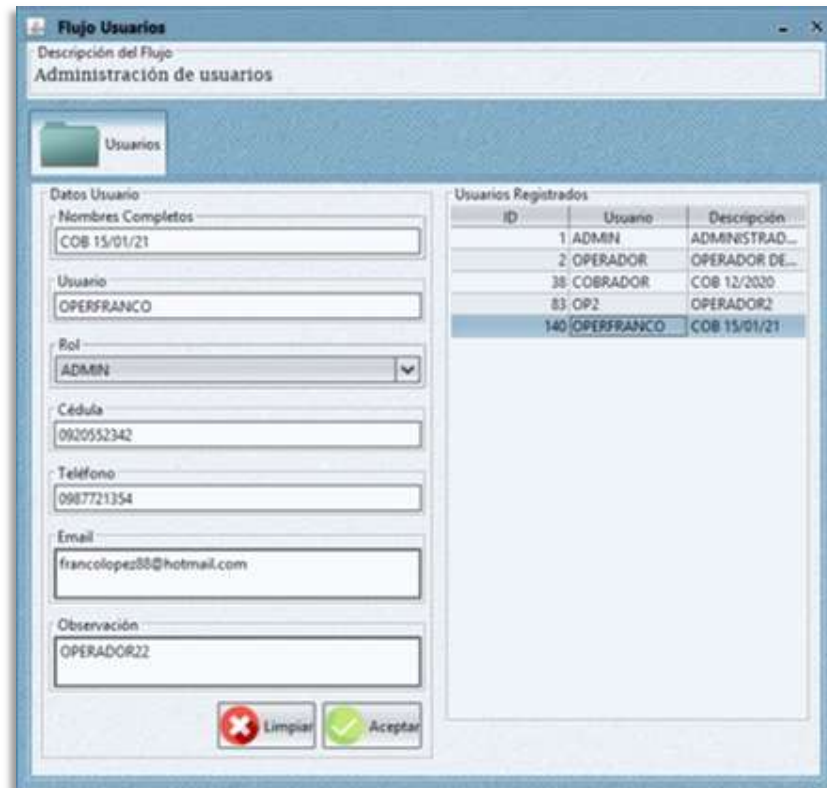 Flujo Usuarios
Descripción del Flujo
Administración de usuarios
Usuarios
Datos Usuario
Nombres Completos
COB 15/01/21
Usuario
OPERFRANCO
Rol
ADMIN
Cédula
0920552342
Teléfono
0987721354
Email
francolopez88@hotmail.com
Observación
OPERADOR22
Limpiar Aceptar
Usuarios Registrados
ID Usuario Descripción
1 ADMIN ADMINISTRAD...
2 OPERADOR OPERADOR DE...
38 COBRADOR COB 12/2020
83 OP2 OPERADOR2
140 OPERFRANCO COB 15/01/21